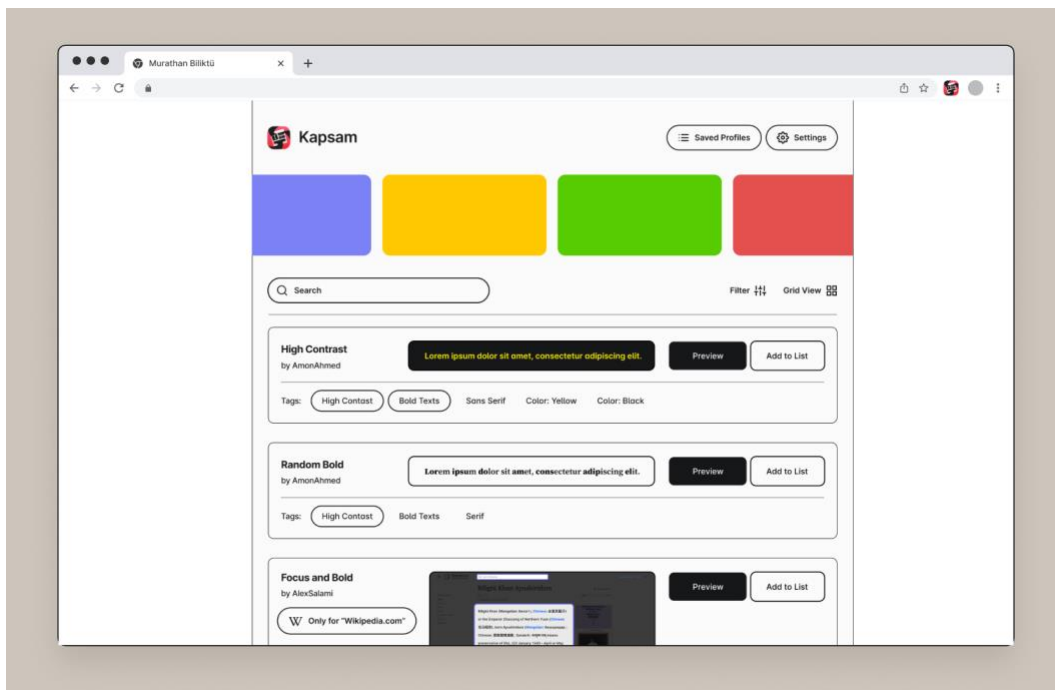 Murathan Biliktü
Kapsam
Saved Profiles
Settings
Search
Filter
Grid View
High Contrast
by AmonAhmed
Lorem ipsum dolor sit amet, consectetur adipiscing elit.
Preview
Add to List
Tags: High Contast Bold Texts Sans Serif Color: Yellow Color: Black
Random Bold
by AmonAhmed
Lorem ipsum dolor sit amet, consectetur adipiscing elit.
Preview
Add to List
Tags: High Contast Bold Texts Serif
Focus and Bold
by AlexSalami
Preview
Add to List
W Only for "Wikipedia.com"